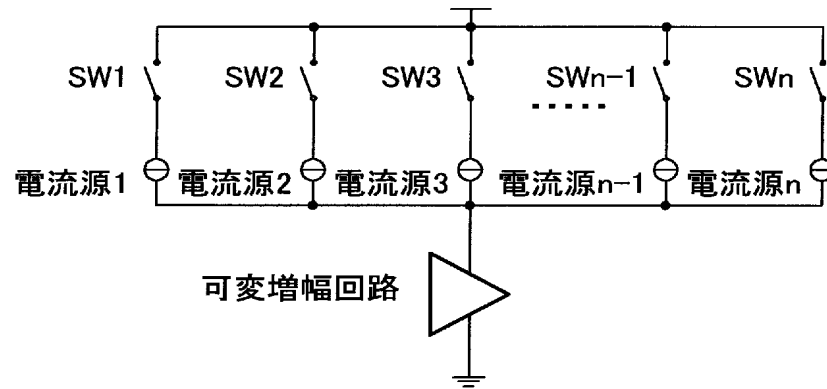 SW1
SW2
SW3
SWn-1
SWn
電流源1
電流源2
電流源3
電流源n-1
電流源n
可変増幅回路